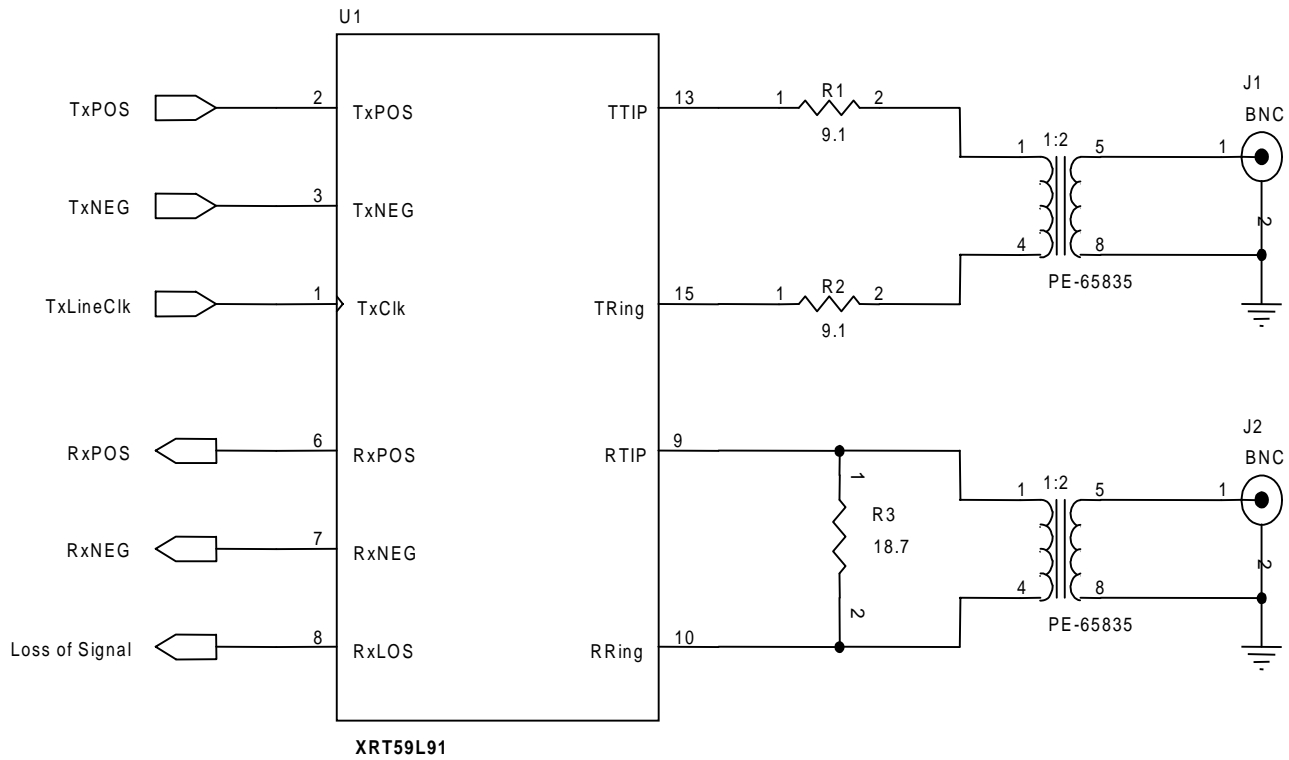 U1
TxPOS 2 TxPOS TTIP 13 1 R1 2
9.1
J1
BNC
1 1:2 5 1
2
TxNEG 3 TxNEG
4 8
PE-65835
TxLineClk 1 TxClk TRing 15 1 R2 2
9.1
RxPOS 6 RxPOS RTIP 9
J2
BNC
1 1:2 5 1
1
R3
18.7
2
RxNEG 7 RxNEG
4 8
2
PE-65835
Loss of Signal 8 RxLOS RRing 10
XRT59L91